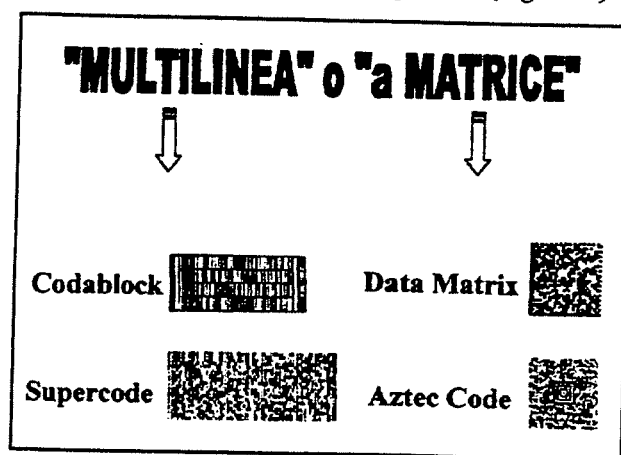 "MULTILINEA" o "a MATRICE"
Codablock
Data Matrix
Supercode
Aztec Code